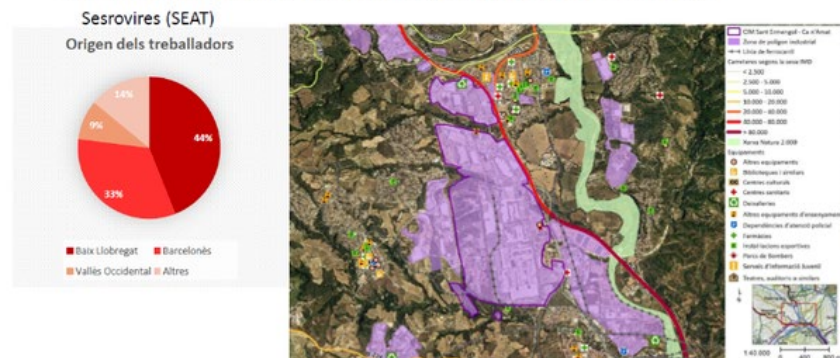 Sesrovires (SEAT)
Origen dels treballadors
14%
9%
44%
33%
Baix Llobregat
Barcelonès
Vallès Occidental
Altres
CIM Sant Ermengol - Ca n'Amat
Zona de polígon industrial
Línia de ferrocarril
Carreteres segons la seva IMD
< 2.500
2.500 - 5.000
5.000 - 10.000
10.000 - 20.000
20.000 - 40.000
40.000 - 80.000
> 80.000
Xarxa Natura 2.000
Equipaments
Altres equipaments
Biblioteques i similars
Centres culturals
Centres sanitaris
Deixalleries
Altres equipaments d'ensenyament
Dependències d'atenció policial
Farmàcies
Instal·lacions esportives
Parcs de Bombers
Serveis d'Informació Juvenil
Teatres, auditoris o similars
1:40.000
0
400
800